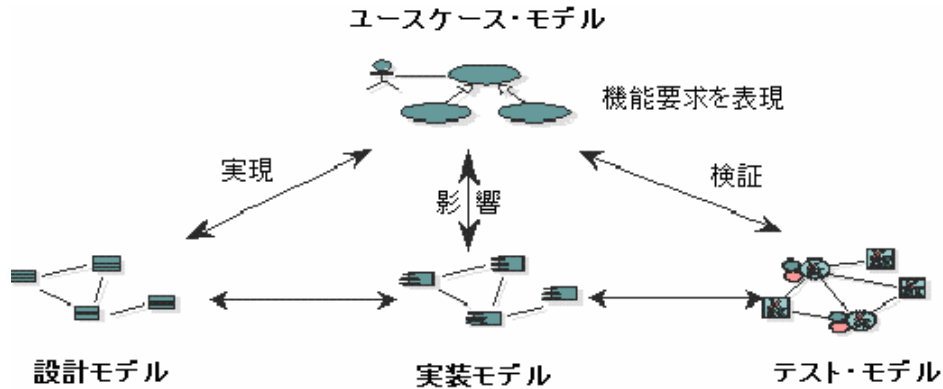 ユースケース・モデル
機能要求を表現
実現
影響
検証
設計モデル
実装モデル
テスト・モデル